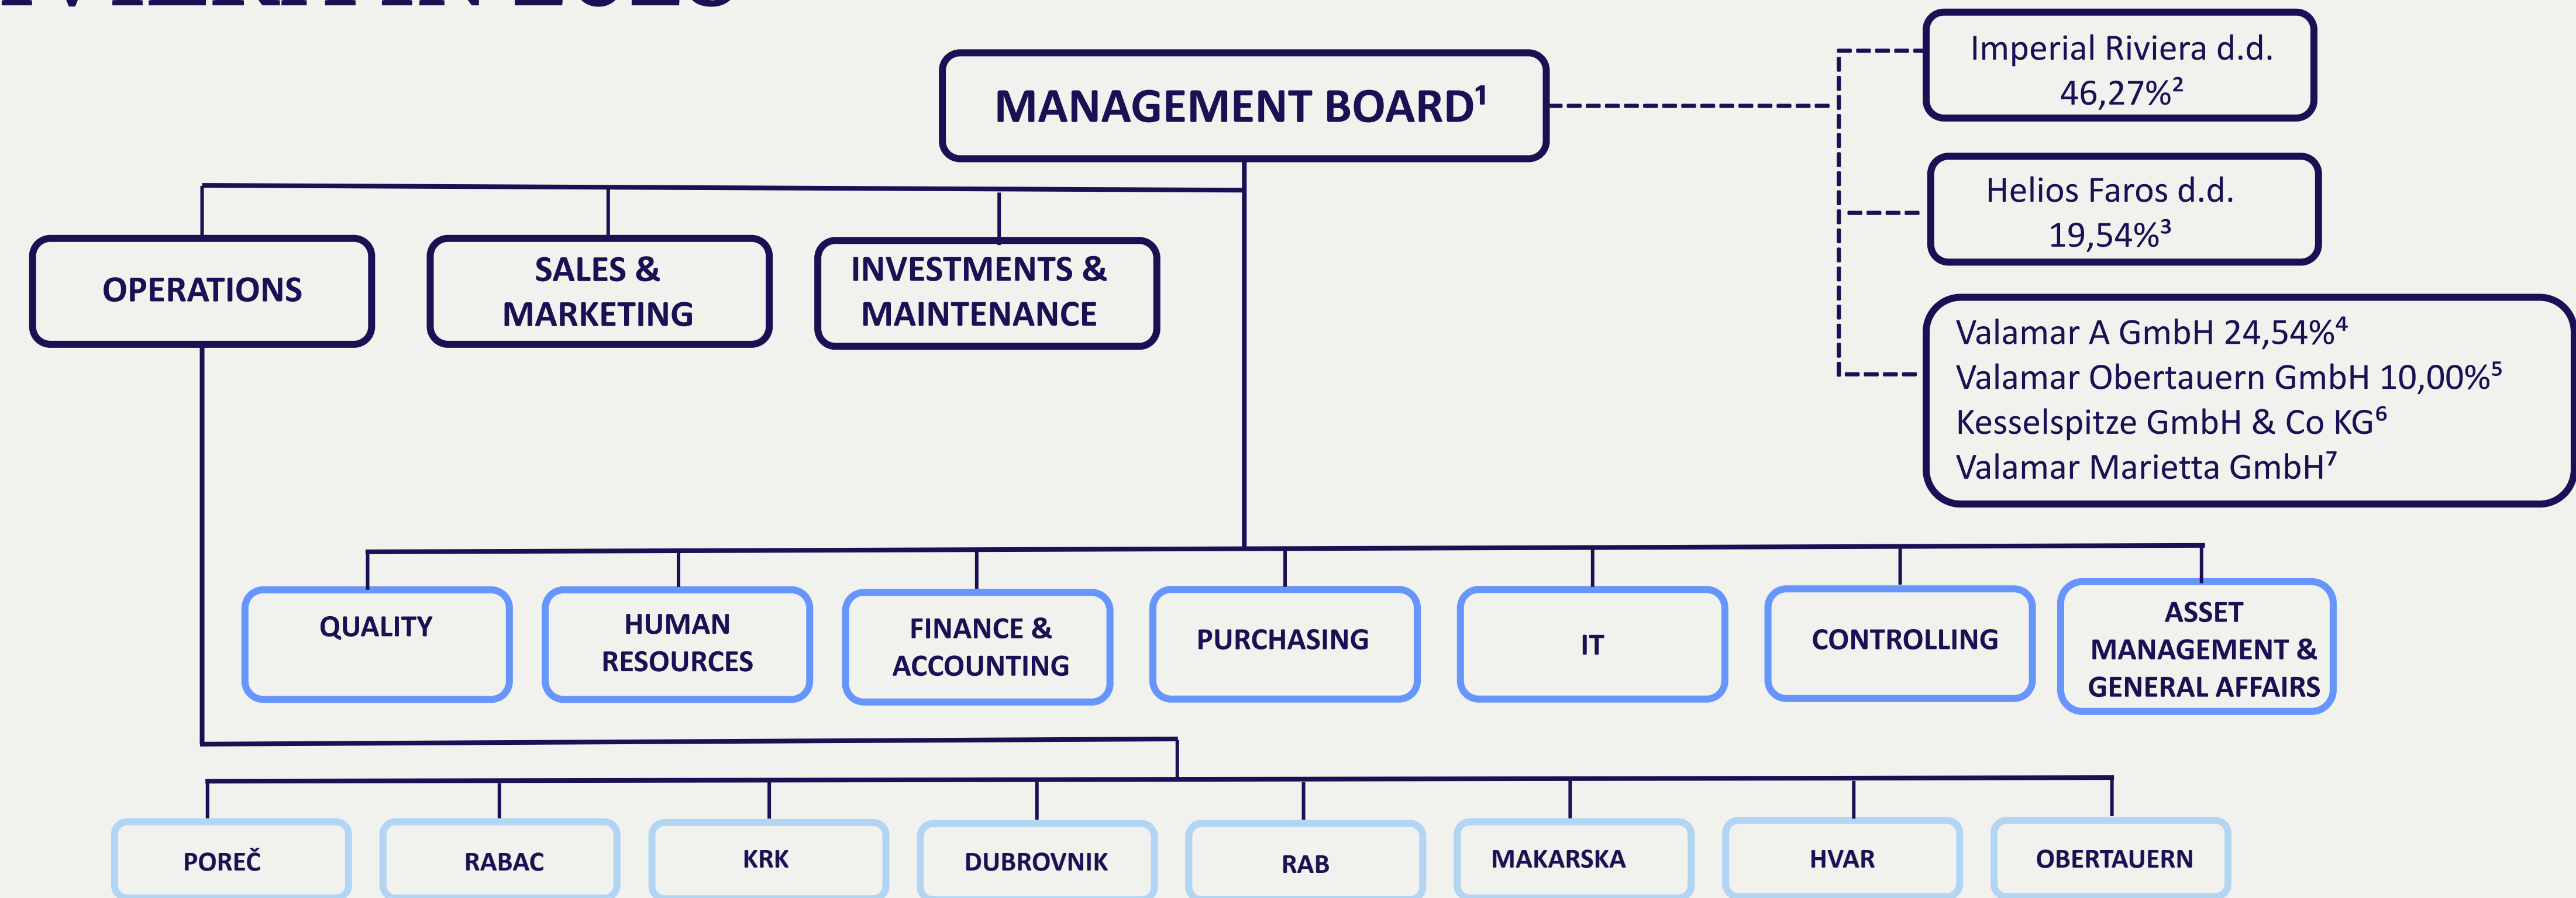 MANAGEMENT BOARD¹
Imperial Riviera d.d.
46,27%²
Helios Faros d.d.
19,54%³
Valamar A GmbH 24,54%⁴
Valamar Obertauern GmbH 10,00%⁵
Kesselspitze GmbH & Co KG⁶
Valamar Marietta GmbH⁷
OPERATIONS
SALES &
MARKETING
INVESTMENTS &
MAINTENANCE
QUALITY
HUMAN
RESOURCES
FINANCE &
ACCOUNTING
PURCHASING
IT
CONTROLLING
ASSET
MANAGEMENT &
GENERAL AFFAIRS
POREČ
RABAC
KRK
DUBROVNIK
RAB
MAKARSKA
HVAR
OBERTAUERN